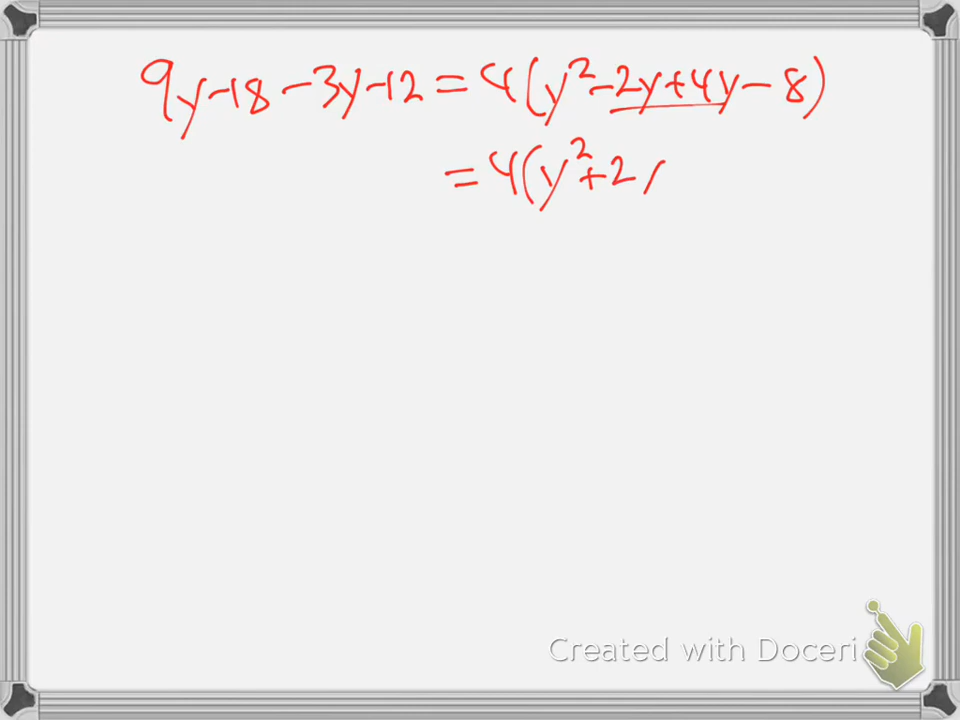 9y-18-3y-12=4(y²-2y+4y-8)
=4(y²+2
Created with Doceri